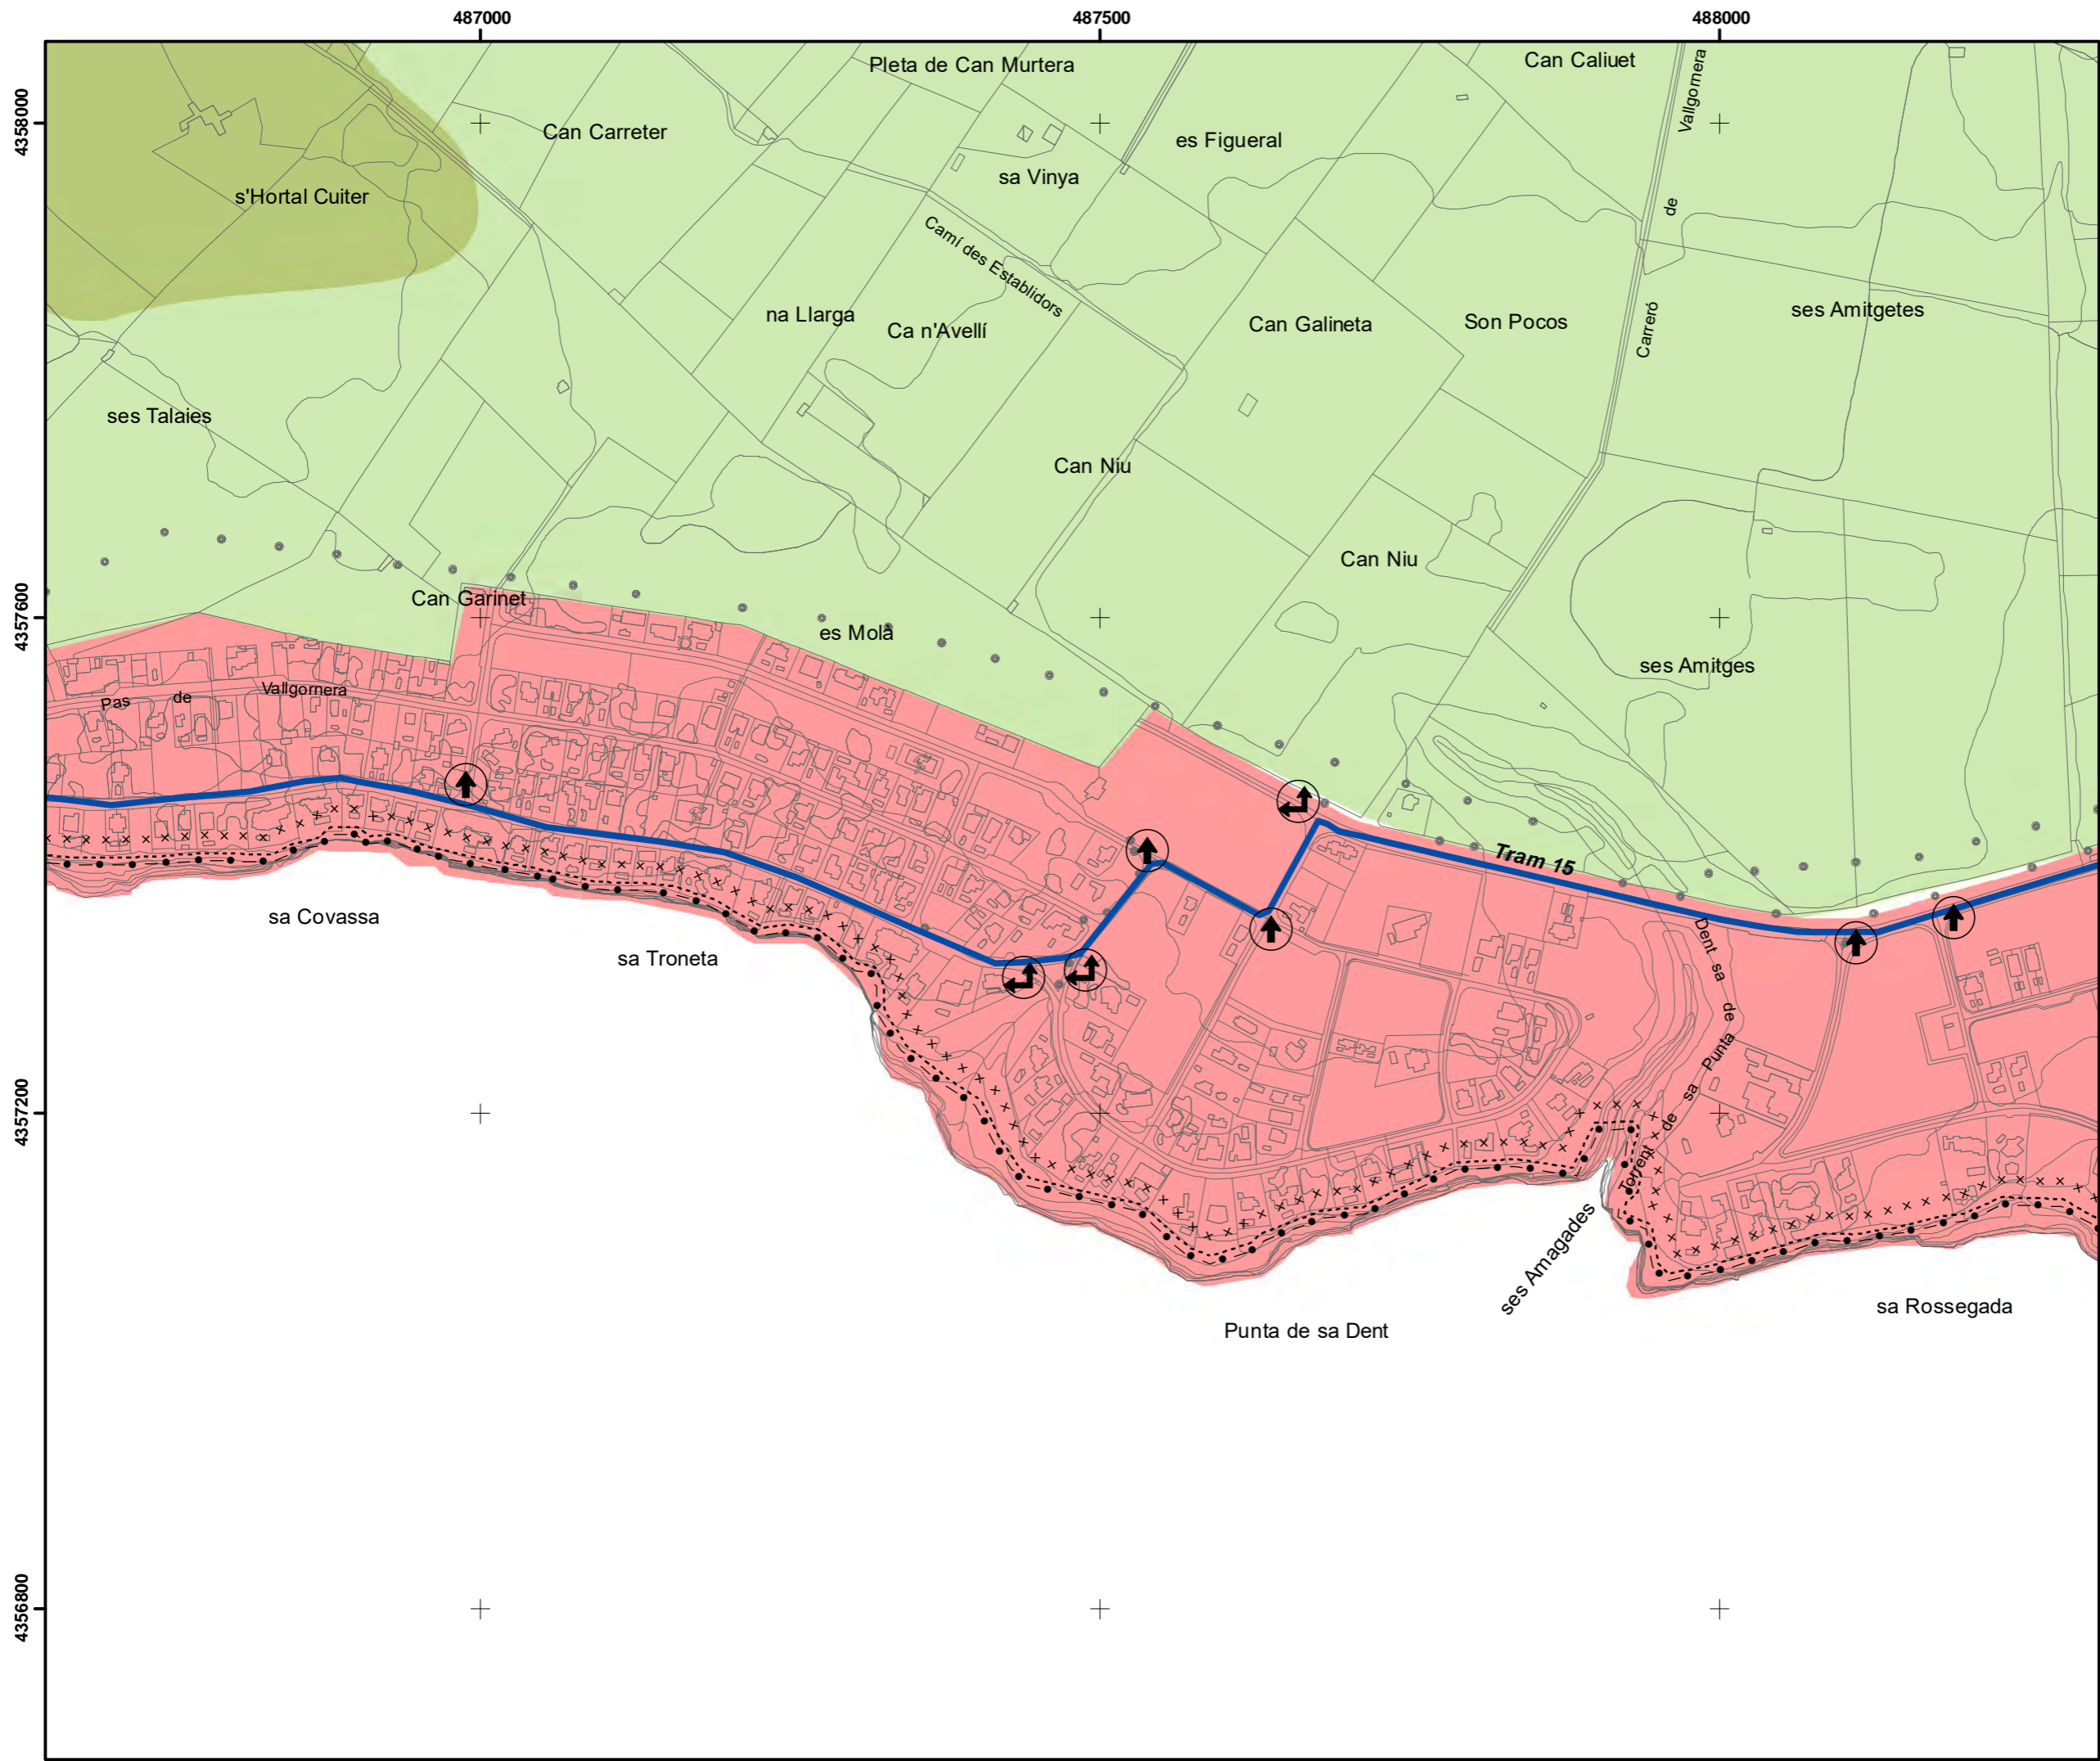 487000
487500
488000
4358000
4357600
4357200
4356800
Pleta de Can Murtera
Can Caliuet
Can Carreter
es Figueral
sa Vinya
s'Hortal Cuiter
Camí des Establidors
Carreró de Vallgornera
na Llarga
Ca n'Avellí
Can Galineta
Son Pocos
ses Amitgetes
ses Talaies
Can Niu
Can Niu
Can Garinet
es Molà
ses Amitges
Pas de Vallgornera
Tram 15
sa Covassa
sa Troneta
Dent sa de Punta
Torrent de sa
ses Amagades
Punta de sa Dent
sa Rossegada